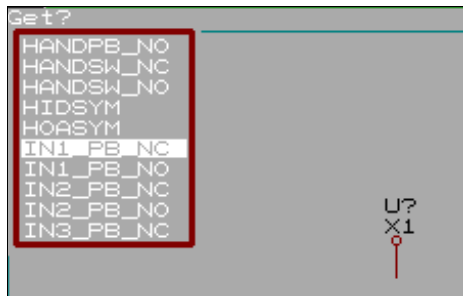 Get?
HANDPB_NO
HANDSW_NC
HANDSW_NO
HIDSYM
HOASYM
IN1_PB_NC
IN1_PB_NO
IN2_PB_NC
IN2_PB_NO
IN3_PB_NC
U?
X1